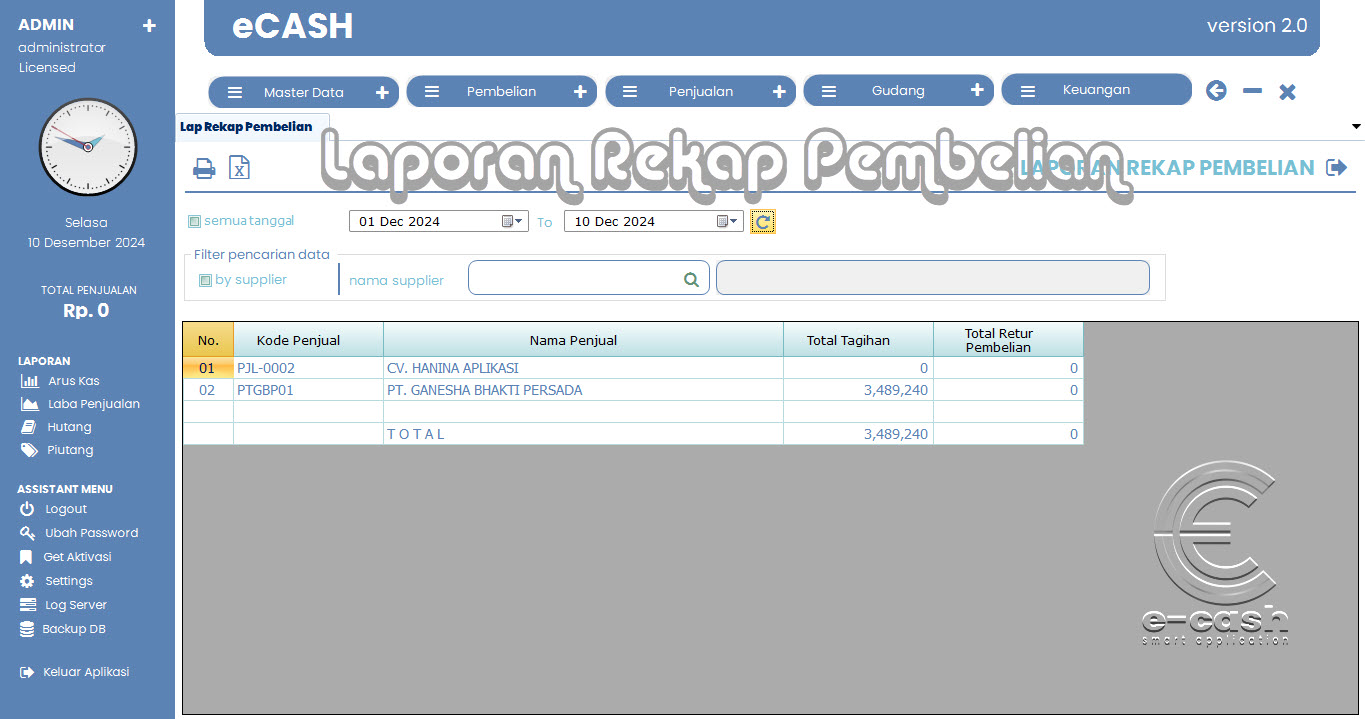 ADMIN
administrator
Licensed
Selasa
10 Desember 2024
TOTAL PENJUALAN
Rp. 0
LAPORAN
Arus Kas
Laba Penjualan
Hutang
Piutang
ASSISTANT MENU
Logout
Ubah Password
Get Aktivasi
Settings
Log Server
Backup DB
Keluar Aplikasi
eCASH
version 2.0
Master Data
Pembelian
Penjualan
Gudang
Keuangan
Lap Rekap Pembelian
Laporan Rekap Pembelian
LAPORAN REKAP PEMBELIAN
semua tanggal
01 Dec 2024
To
10 Dec 2024
Filter pencarian data
by supplier
nama supplier
No. Kode Penjual Nama Penjual Total Tagihan Total Retur Pembelian
01 PJL-0002 CV. HANINA APLIKASI 0 0
02 PTGBP01 PT. GANESHA BHAKTI PERSADA 3,489,240 0
T O T A L 3,489,240 0
e-cash
smart application